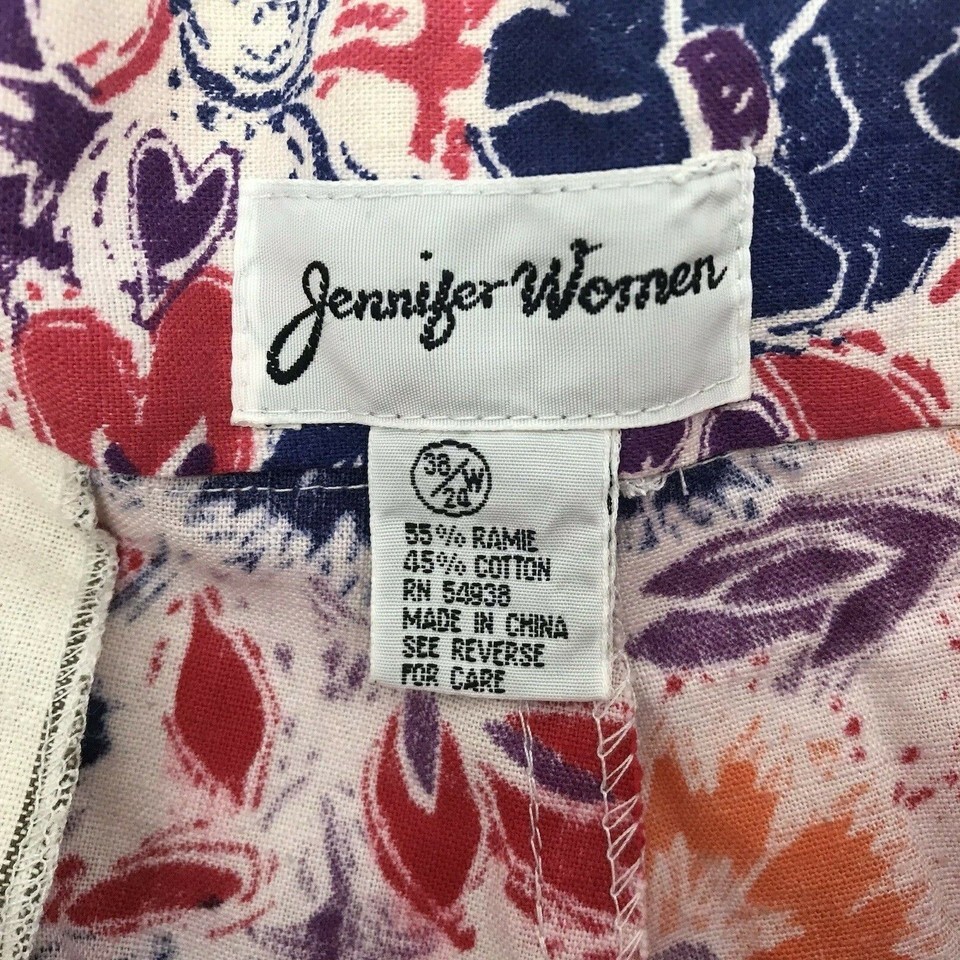 Jennifer Women
38/W
20
55% RAMIE
45% COTTON
RN 54938
MADE IN CHINA
SEE REVERSE
FOR CARE